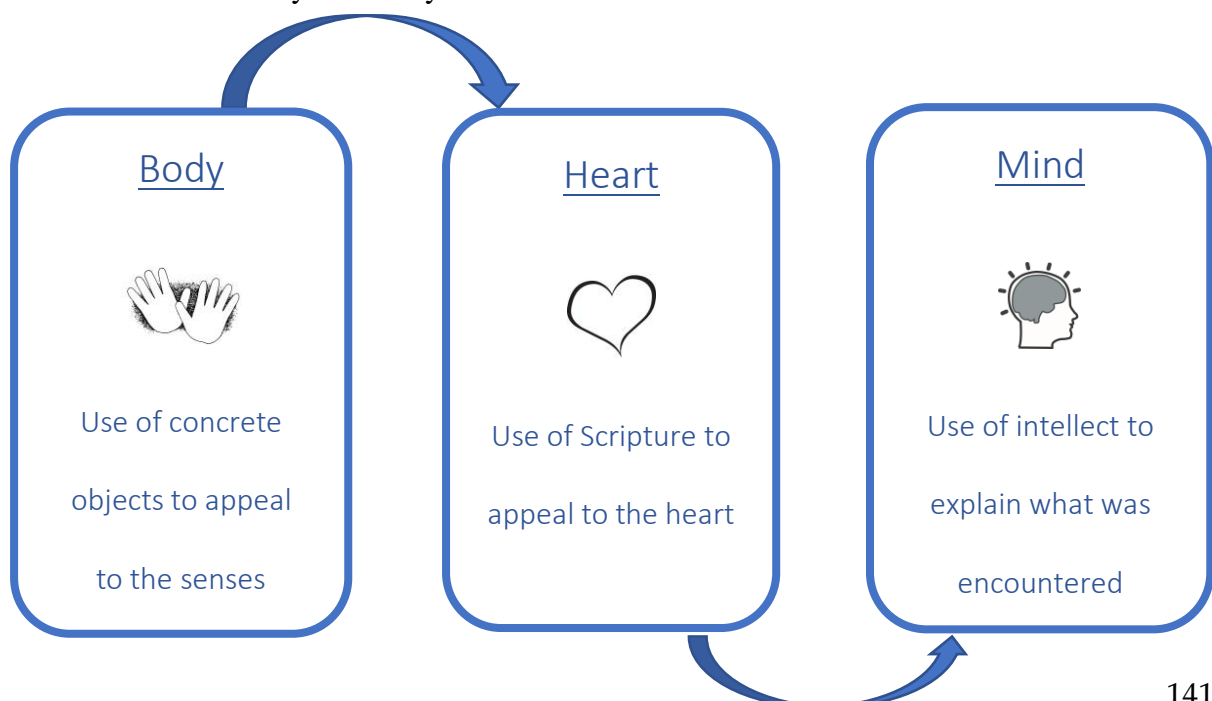 Body
Use of concrete
objects to appeal
to the senses
Heart
Use of Scripture to
appeal to the heart
Mind
Use of intellect to
explain what was
encountered
141